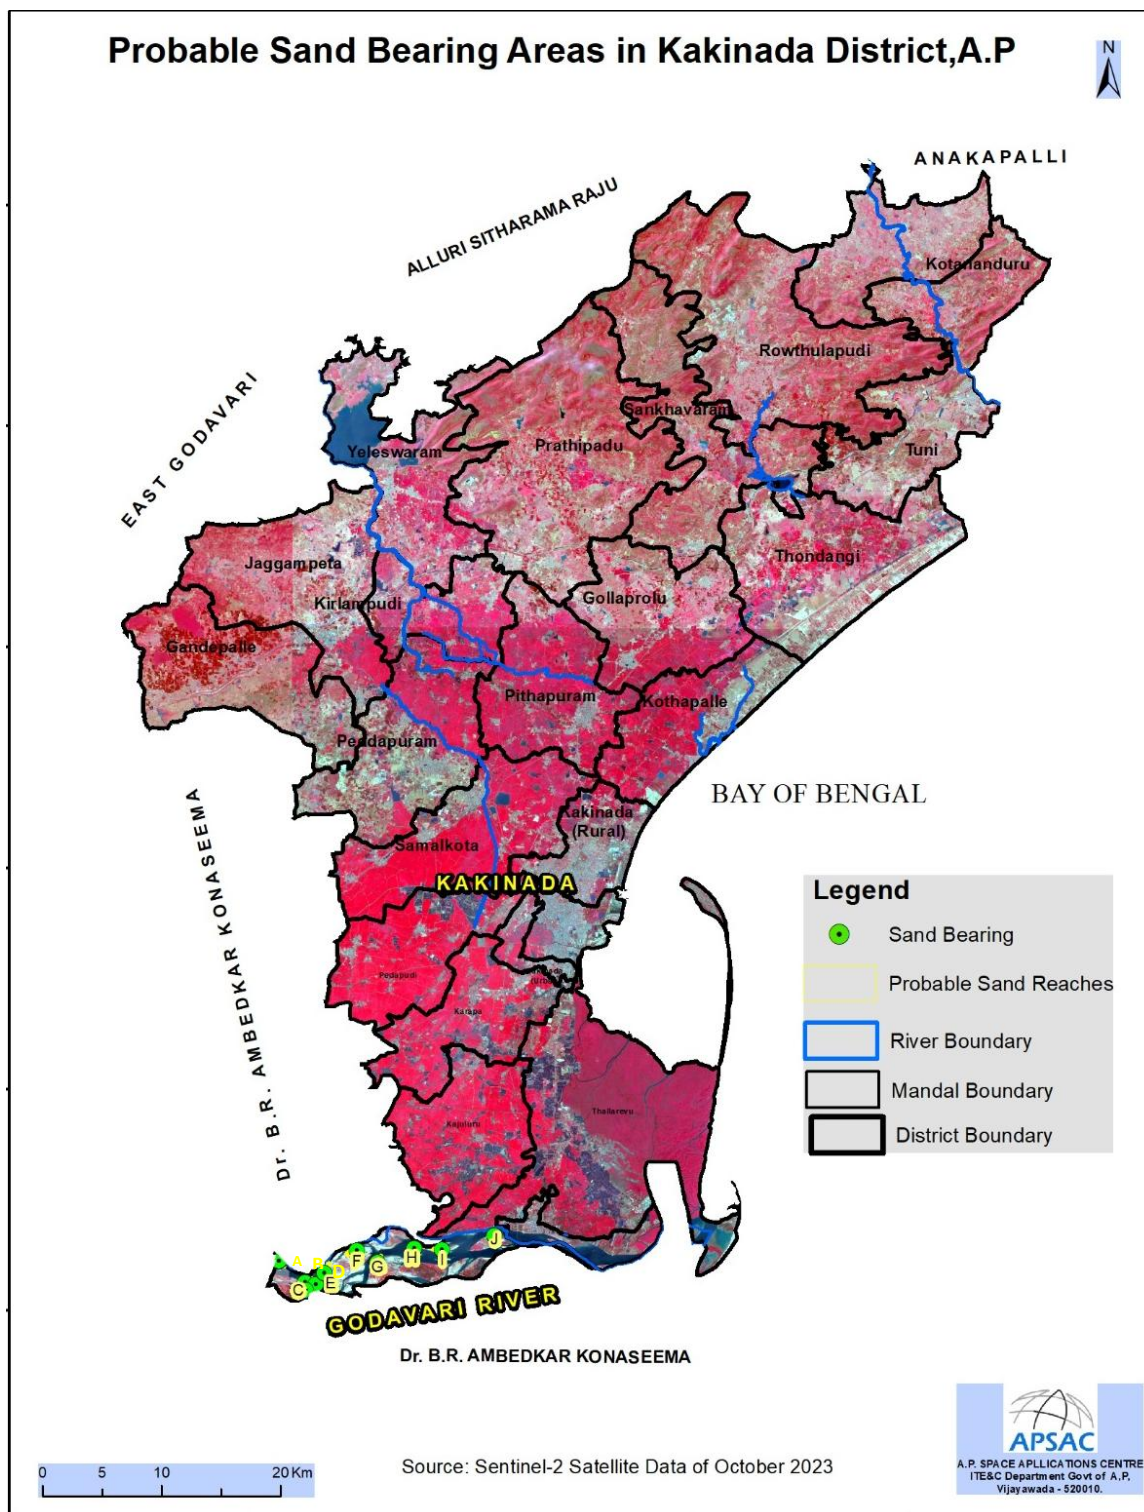 Probable Sand Bearing Areas in Kakinada District,A.P
N
ANAKAPALLI
ALLURI SITHARAMA RAJU
Kotananduru
Rowthulapudi
EAST GODAVARI
Sankhavaram
Prathipadu
Yeleswaram
Tuni
Thondangi
Jaggampeta
Kirlampudi
Gollaprolu
Gandepalle
Pithapuram
Kothapalle
Peddapuram
BAY OF BENGAL
Kakinada
(Rural)
Samalkota
KAKINADA
Dr. B.R. AMBEDKAR KONASEEMA
Legend
Sand Bearing
Probable Sand Reaches
River Boundary
Mandal Boundary
District Boundary
Pedapudi
Karapa
Kajuluru
Thallarevu
A
B
C
D
E
F
G
H
I
J
GODAVARI RIVER
Dr. B.R. AMBEDKAR KONASEEMA
0 5 10 20 Km
Source: Sentinel-2 Satellite Data of October 2023
APSAC
A.P. SPACE APLLICATIONS CENTRE
ITE&C Department Govt of A.P,
Vijayawada - 520010.